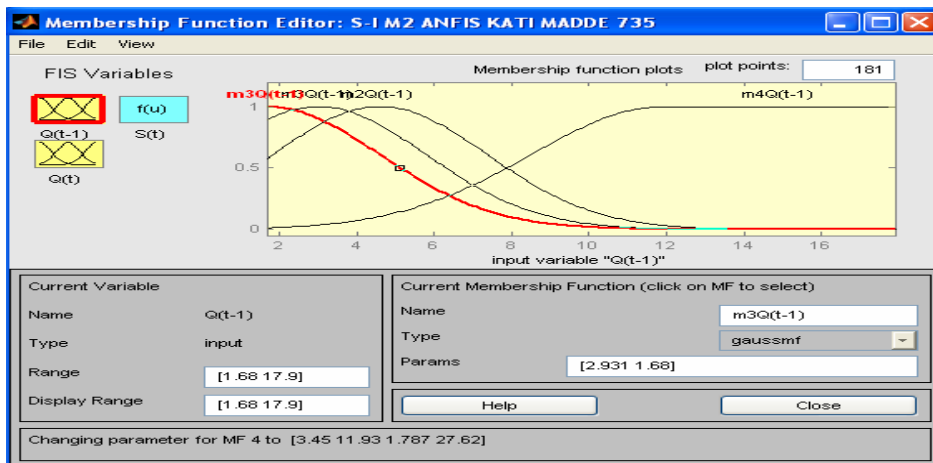 Membership Function Editor: S-I M2 ANFIS KATI MADDE 735
File Edit View
FIS Variables
Membership function plots plot points: 181
f(u)
Q(t-1) S(t)
Q(t)
m3Q(t-1) m2Q(t-1) m4Q(t-1)
1
0.5
0
2 4 6 8 10 12 14 16
input variable "Q(t-1)"
Current Variable
Name Q(t-1)
Type input
Range [1.68 17.9]
Display Range [1.68 17.9]
Current Membership Function (click on MF to select)
Name m3Q(t-1)
Type gaussmf
Params [2.931 1.68]
Help Close
Changing parameter for MF 4 to [3.45 11.93 1.787 27.62]